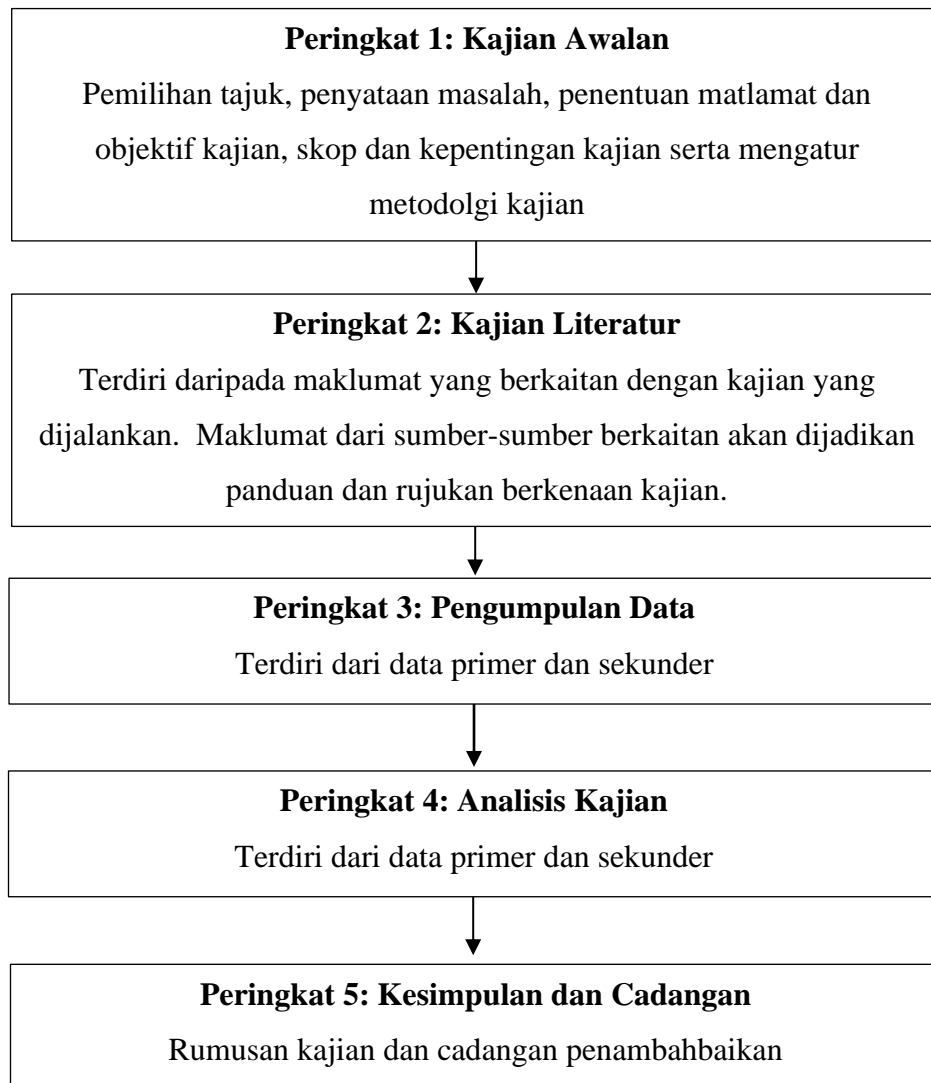 Peringkat 1: Kajian Awalan
Pemilihan tajuk, penyataan masalah, penentuan matlamat dan
objektif kajian, skop dan kepentingan kajian serta mengatur
metodolgi kajian
Peringkat 2: Kajian Literatur
Terdiri daripada maklumat yang berkaitan dengan kajian yang
dijalankan. Maklumat dari sumber-sumber berkaitan akan dijadikan
panduan dan rujukan berkenaan kajian.
Peringkat 3: Pengumpulan Data
Terdiri dari data primer dan sekunder
Peringkat 4: Analisis Kajian
Terdiri dari data primer dan sekunder
Peringkat 5: Kesimpulan dan Cadangan
Rumusan kajian dan cadangan penambahbaikan